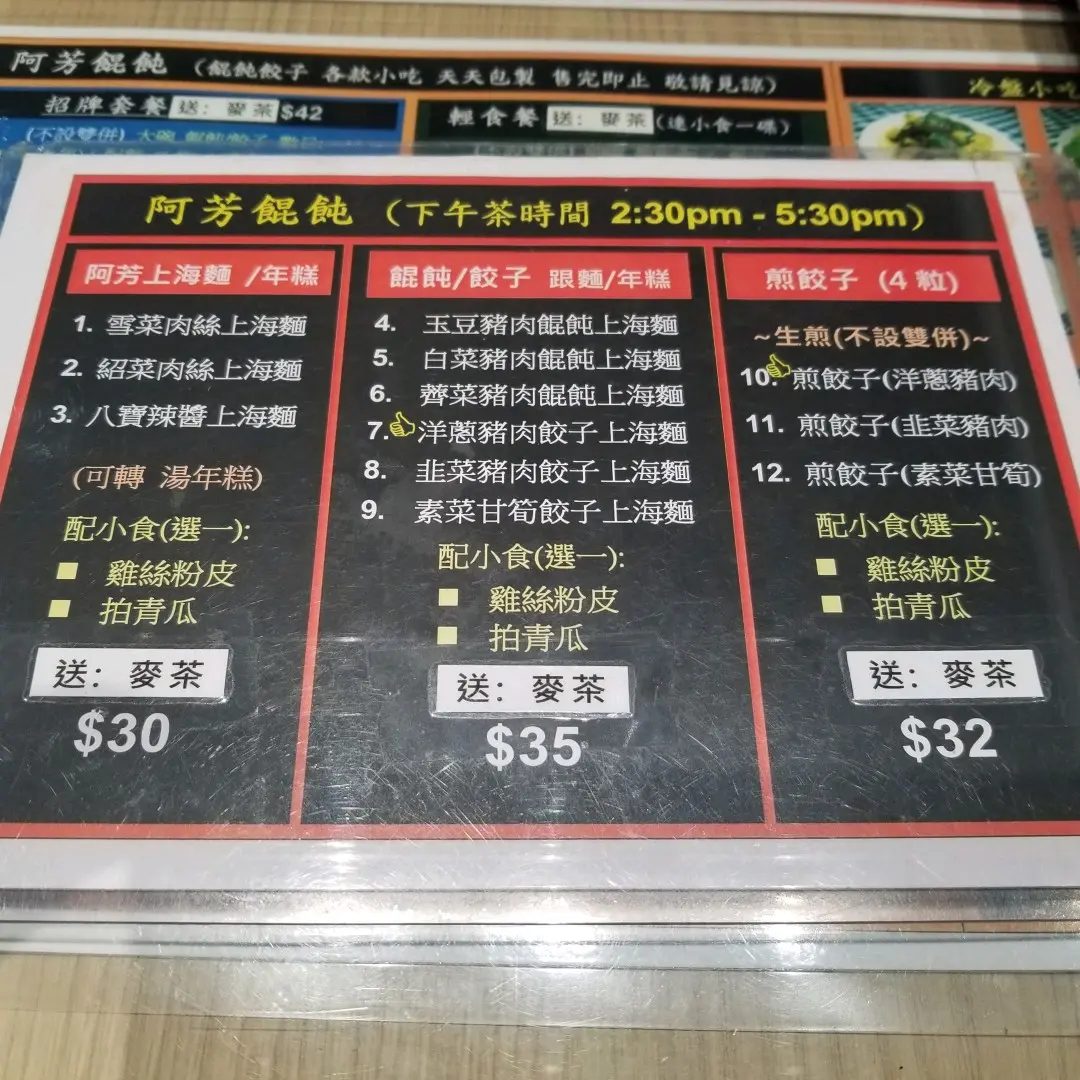 阿芳餛飩 (餛飩餃子 各款小吃 天天包製 售完即止 敬請見諒)
冷盤小吃
招牌套餐 送: 麥茶 $42
輕食餐 送: 麥茶 (連小食一碟)
(不設雙併) 大碗
阿芳餛飩 (下午茶時間 2:30pm - 5:30pm)
阿芳上海麵 /年糕
1. 雪菜肉絲上海麵
2. 紹菜肉絲上海麵
3. 八寶辣醬上海麵
(可轉 湯年糕)
配小食(選一):
■ 雞絲粉皮
■ 拍青瓜
送: 麥茶
$30
餛飩/餃子 跟麵/年糕
4. 玉豆豬肉餛飩上海麵
5. 白菜豬肉餛飩上海麵
6. 薺菜豬肉餛飩上海麵
7. 洋蔥豬肉餃子上海麵
8. 韭菜豬肉餃子上海麵
9. 素菜甘筍餃子上海麵
配小食(選一):
■ 雞絲粉皮
■ 拍青瓜
送: 麥茶
$35
煎餃子 (4 粒)
~生煎(不設雙併)~
10. 煎餃子(洋蔥豬肉)
11. 煎餃子(韭菜豬肉)
12. 煎餃子(素菜甘筍)
配小食(選一):
■ 雞絲粉皮
■ 拍青瓜
送: 麥茶
$32